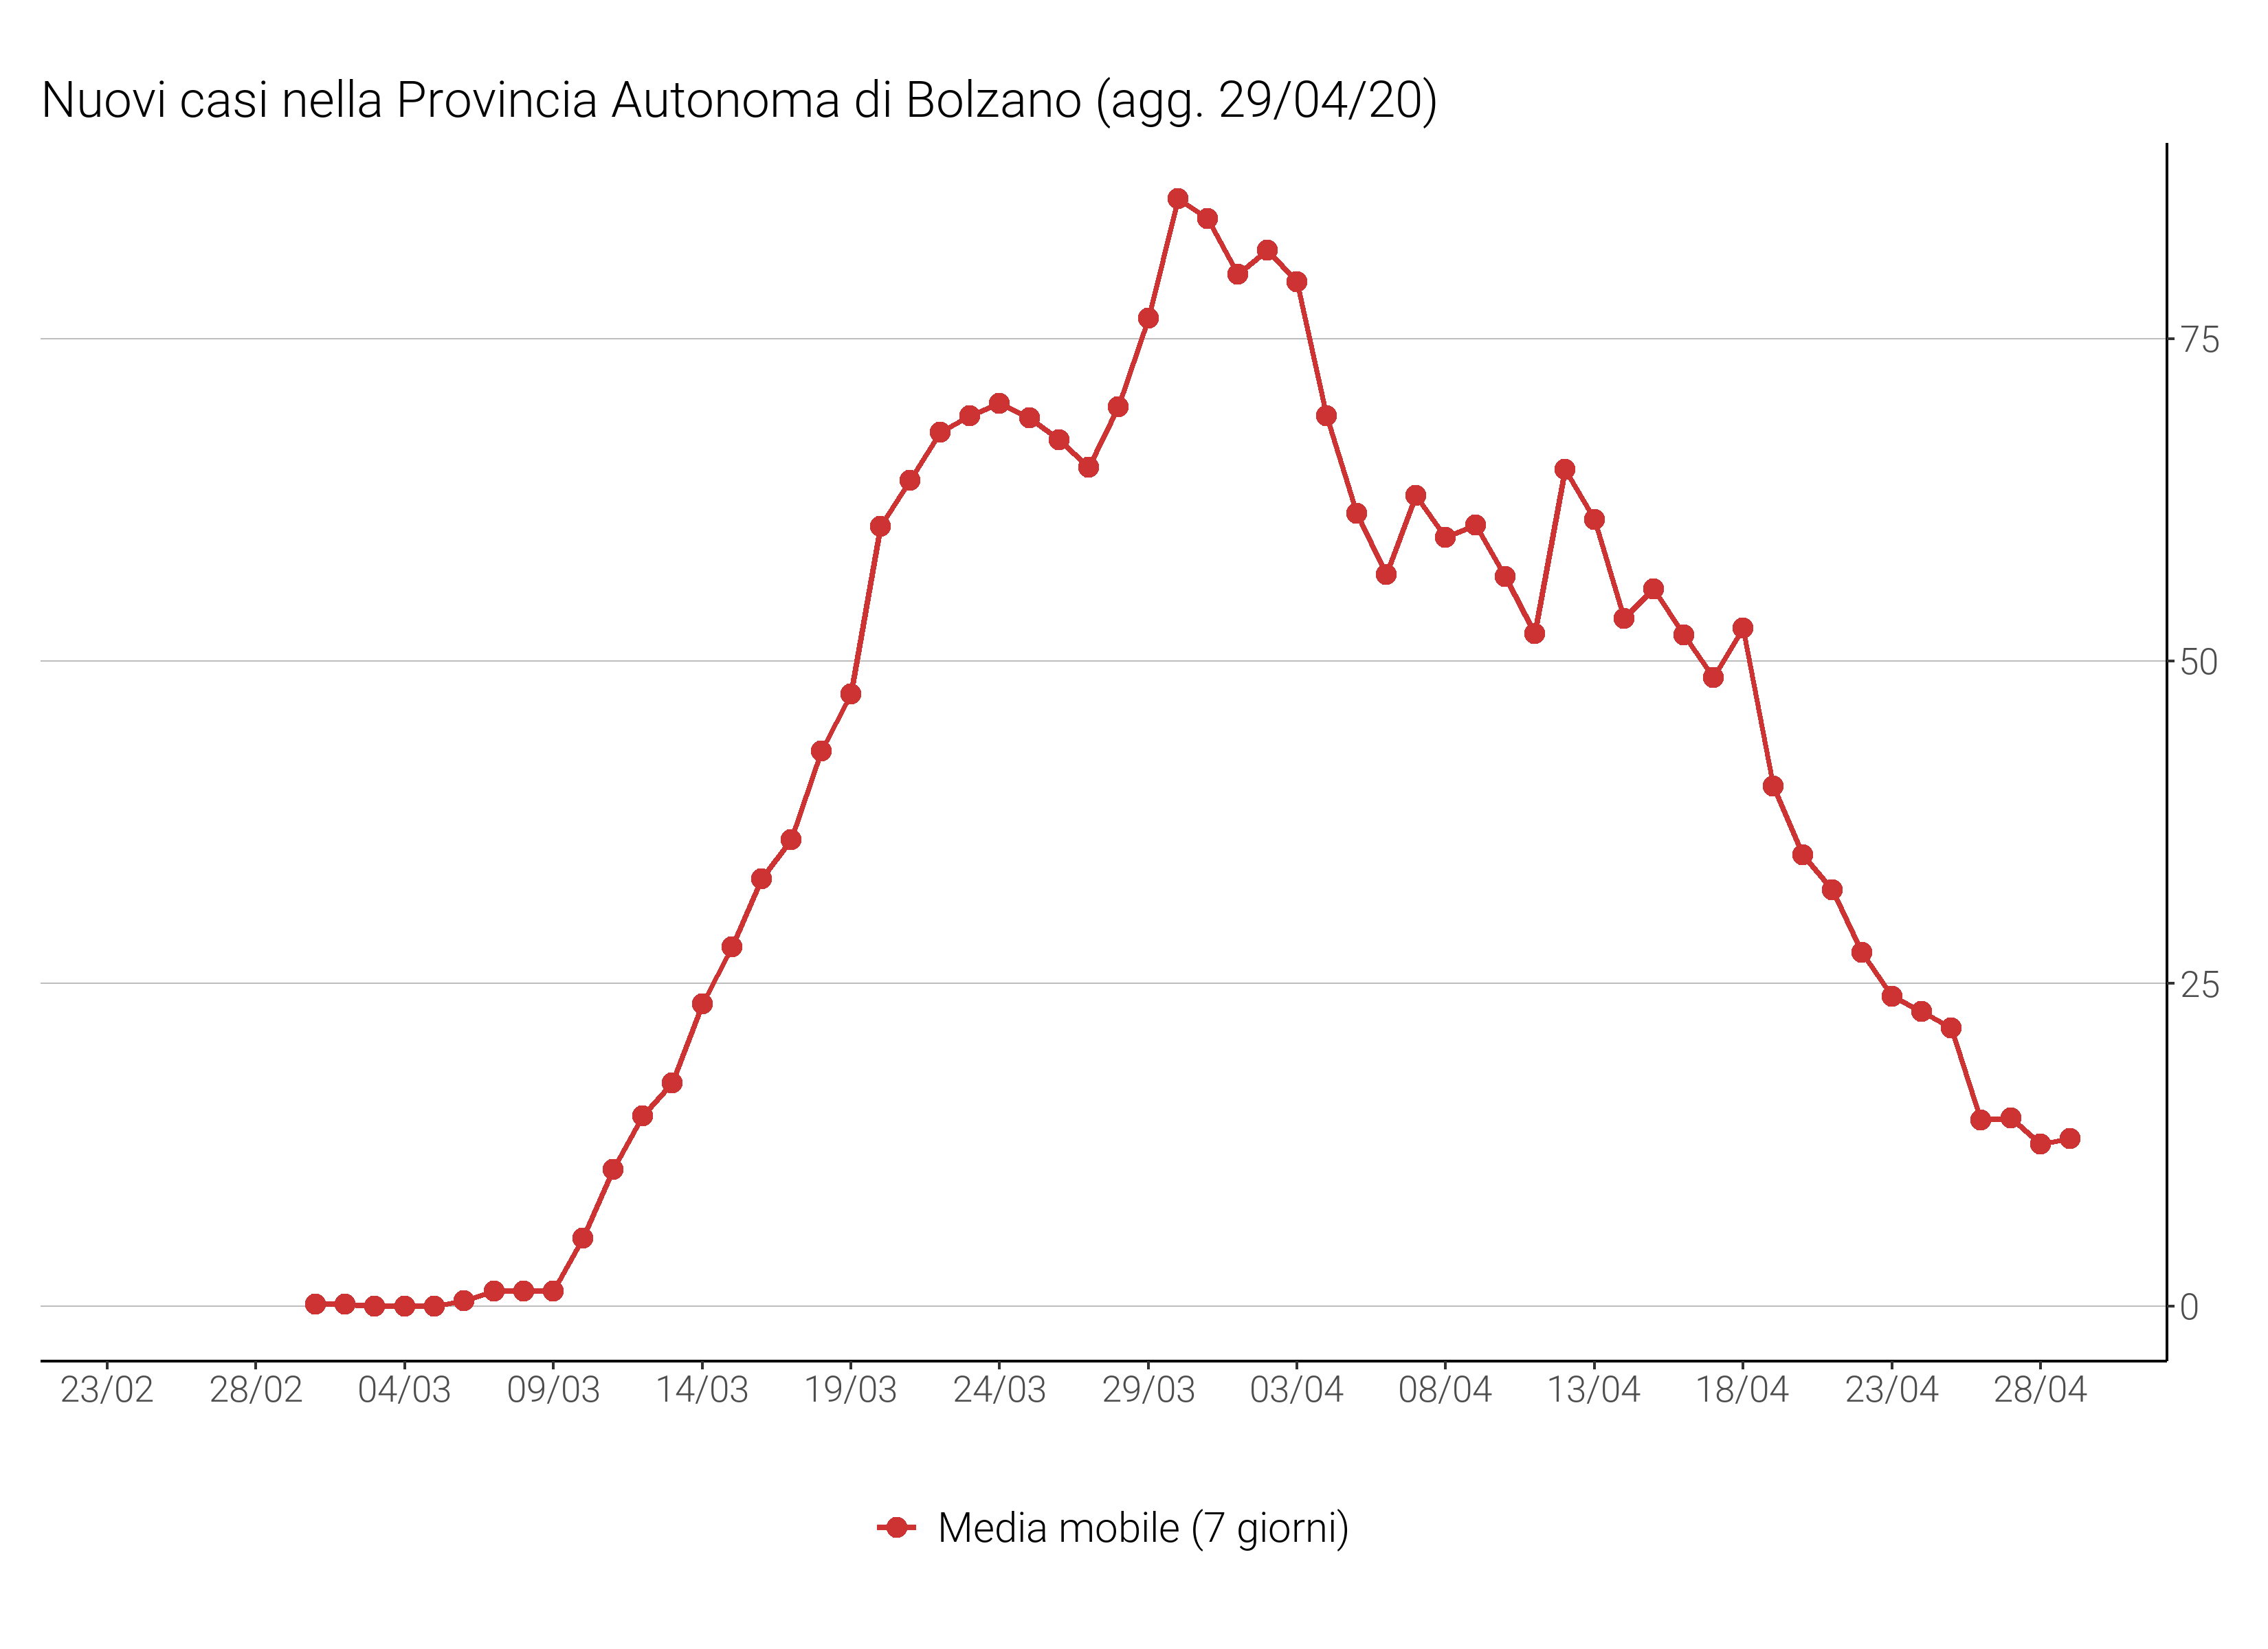 Nuovi casi nella Provincia Autonoma di Bolzano (agg. 29/04/20)
75
50
25
0
23/02 28/02 04/03 09/03 14/03 19/03 24/03 29/03 03/04 08/04 13/04 18/04 23/04 28/04
Media mobile (7 giorni)